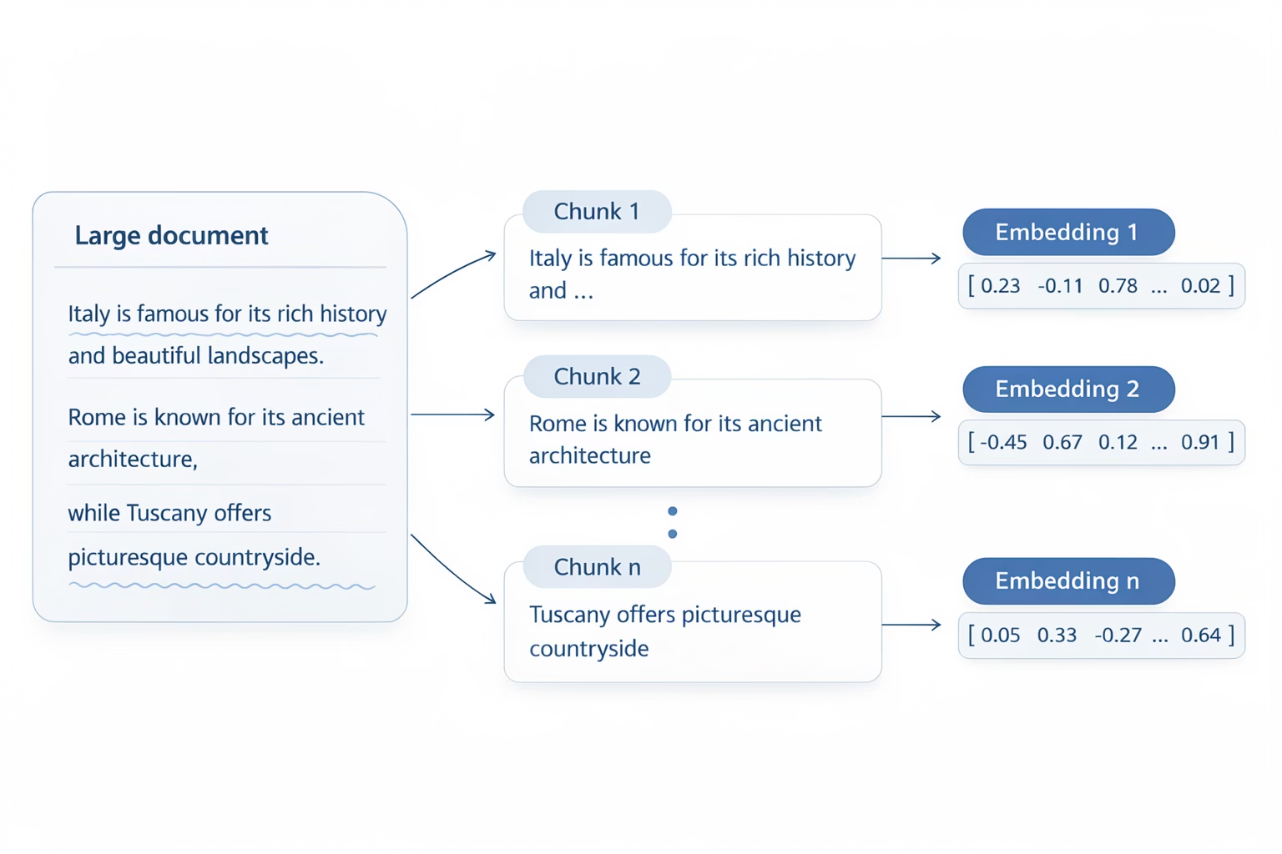 Large document
Italy is famous for its rich history
and beautiful landscapes.
Rome is known for its ancient
architecture,
while Tuscany offers
picturesque countryside.
Chunk 1
Italy is famous for its rich history
and ...
Embedding 1
[ 0.23 -0.11 0.78 ... 0.02 ]
Chunk 2
Rome is known for its ancient
architecture
Embedding 2
[ -0.45 0.67 0.12 ... 0.91 ]
Chunk n
Tuscany offers picturesque
countryside
Embedding n
[ 0.05 0.33 -0.27 ... 0.64 ]